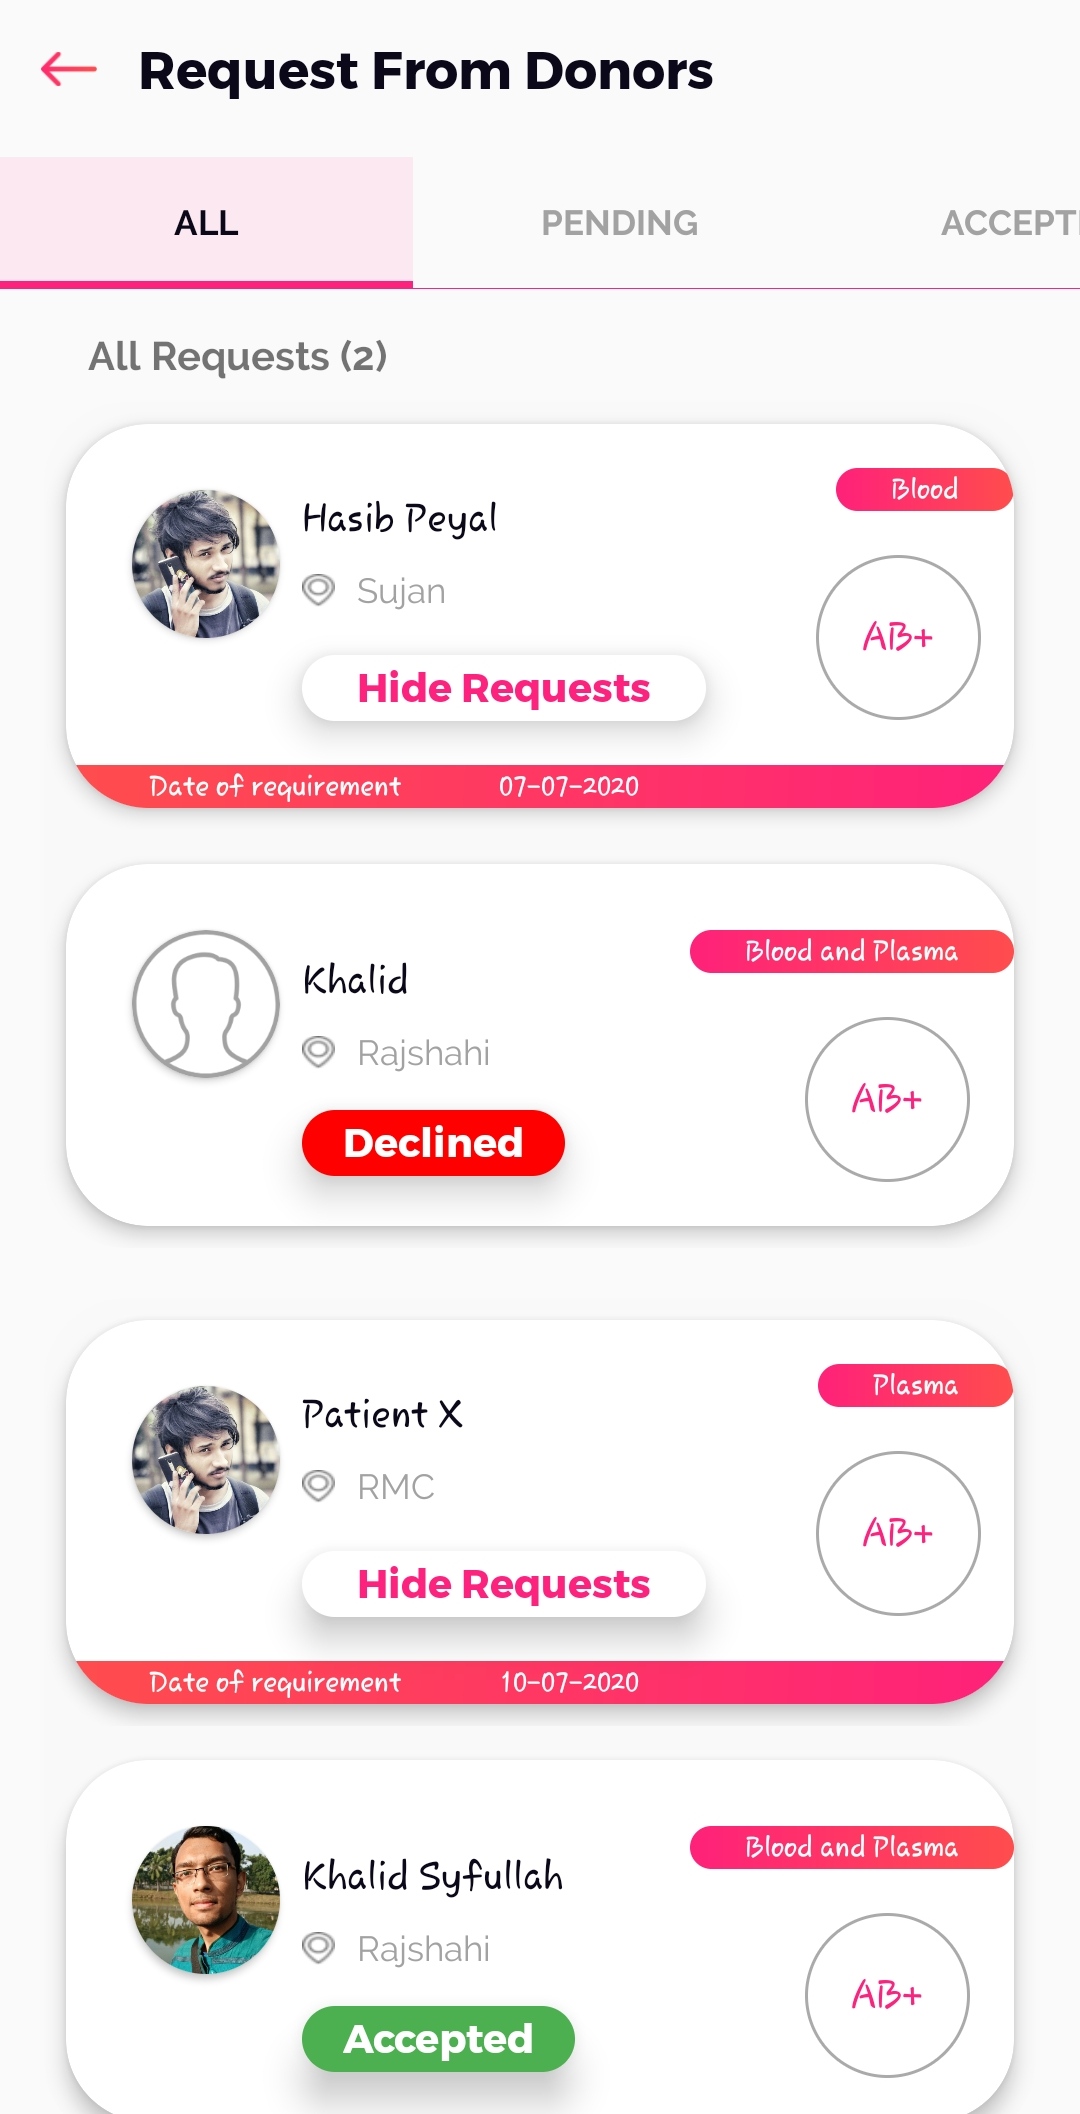 Request From Donors
ALL PENDING ACCEPT
All Requests (2)
Blood
Hasib Peyal
Sujan
AB+
Hide Requests
Date of requirement 07-07-2020
Blood and Plasma
Khalid
Rajshahi
AB+
Declined
Plasma
Patient X
RMC
AB+
Hide Requests
Date of requirement 10-07-2020
Blood and Plasma
Khalid Syfullah
Rajshahi
AB+
Accepted